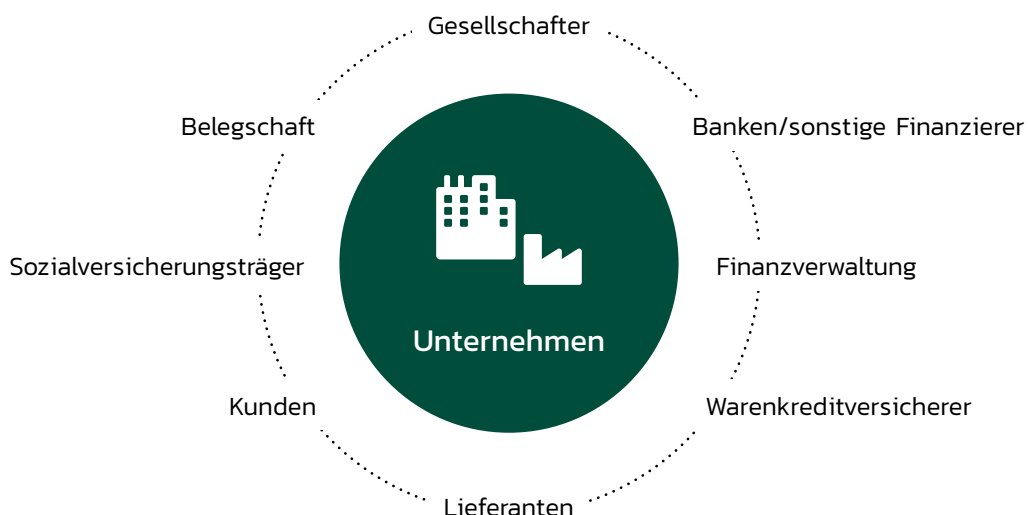 Gesellschafter
Belegschaft
Banken/sonstige Finanzierer
Sozialversicherungsträger
Finanzverwaltung
Unternehmen
Kunden
Warenkreditversicherer
Lieferanten